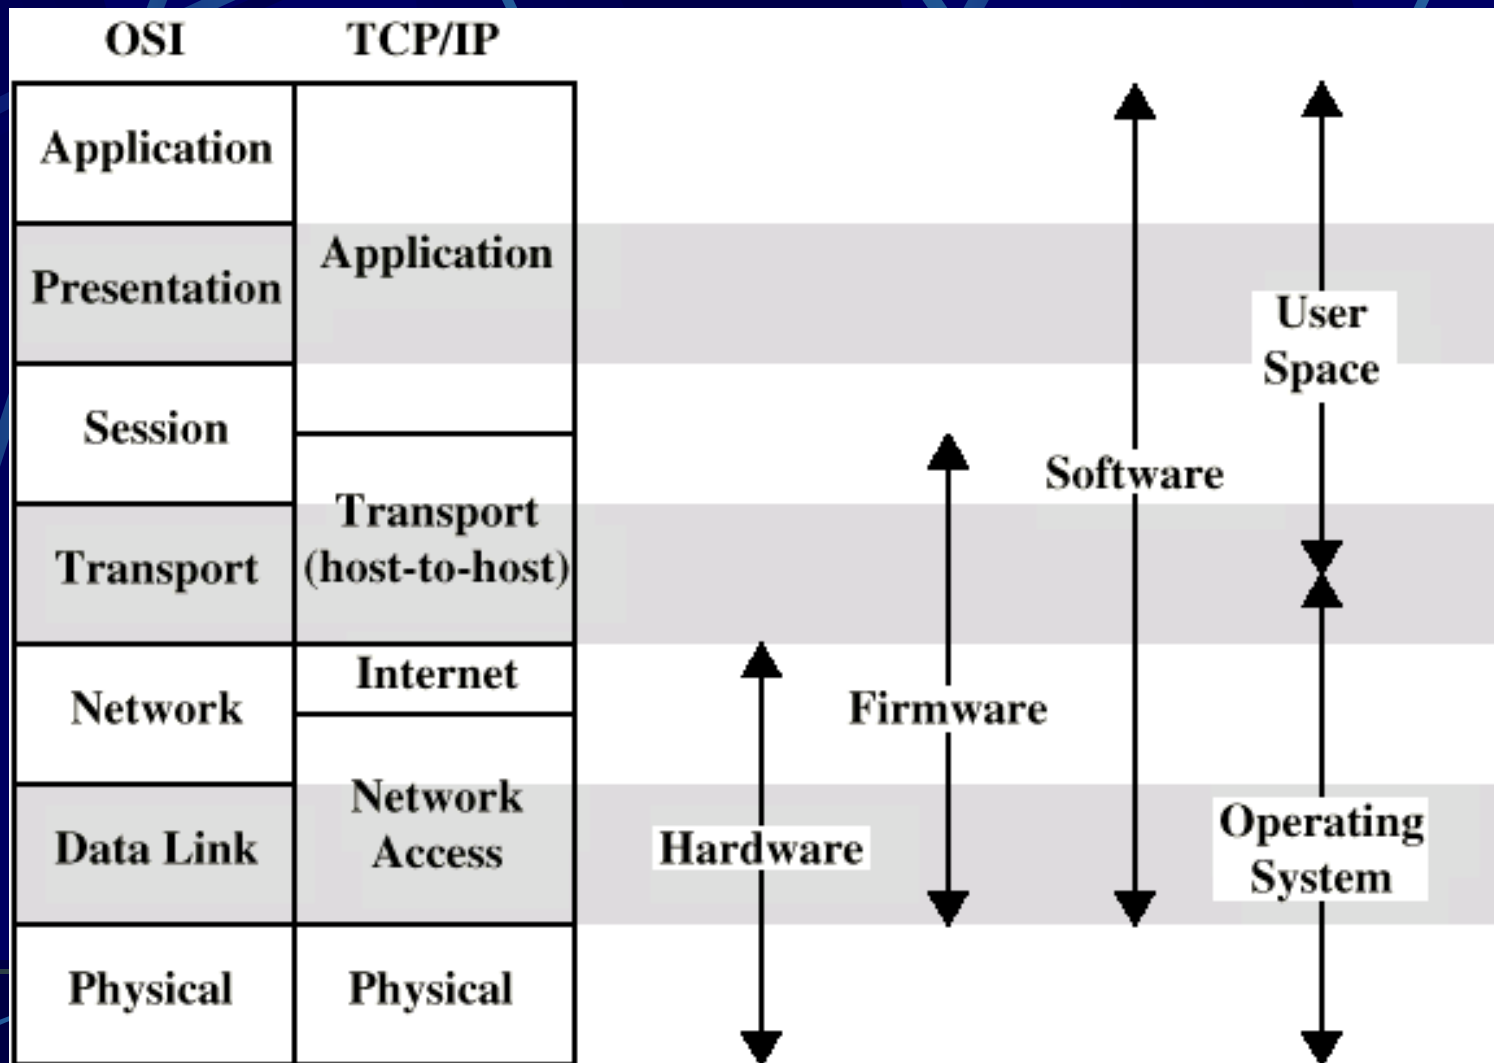 OSI
TCP/IP
Application
Presentation
Session
Transport
Network
Data Link
Physical
Application
Transport
(host-to-host)
Internet
Network
Access
Physical
Hardware
Firmware
Software
User
Space
Operating
System